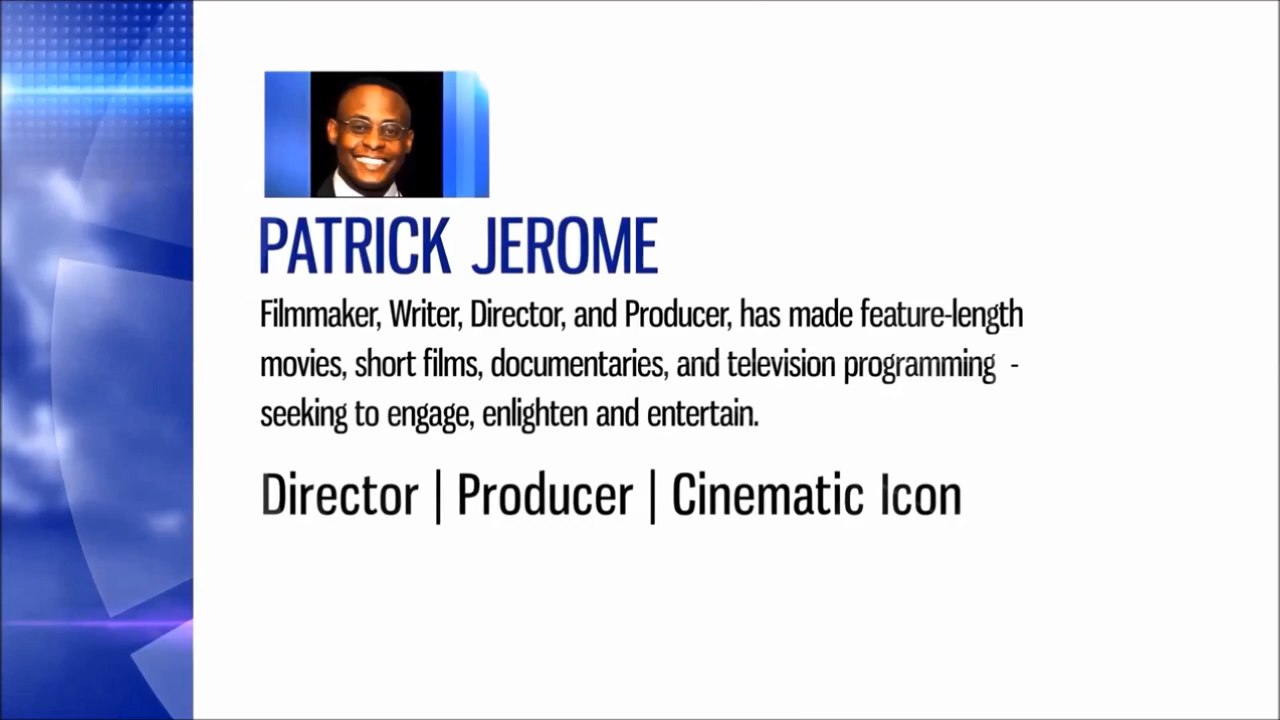 PATRICK JEROME
Filmmaker, Writer, Director, and Producer, has made feature-length
movies, short films, documentaries, and television programming -
seeking to engage, enlighten and entertain.
Director | Producer | Cinematic Icon